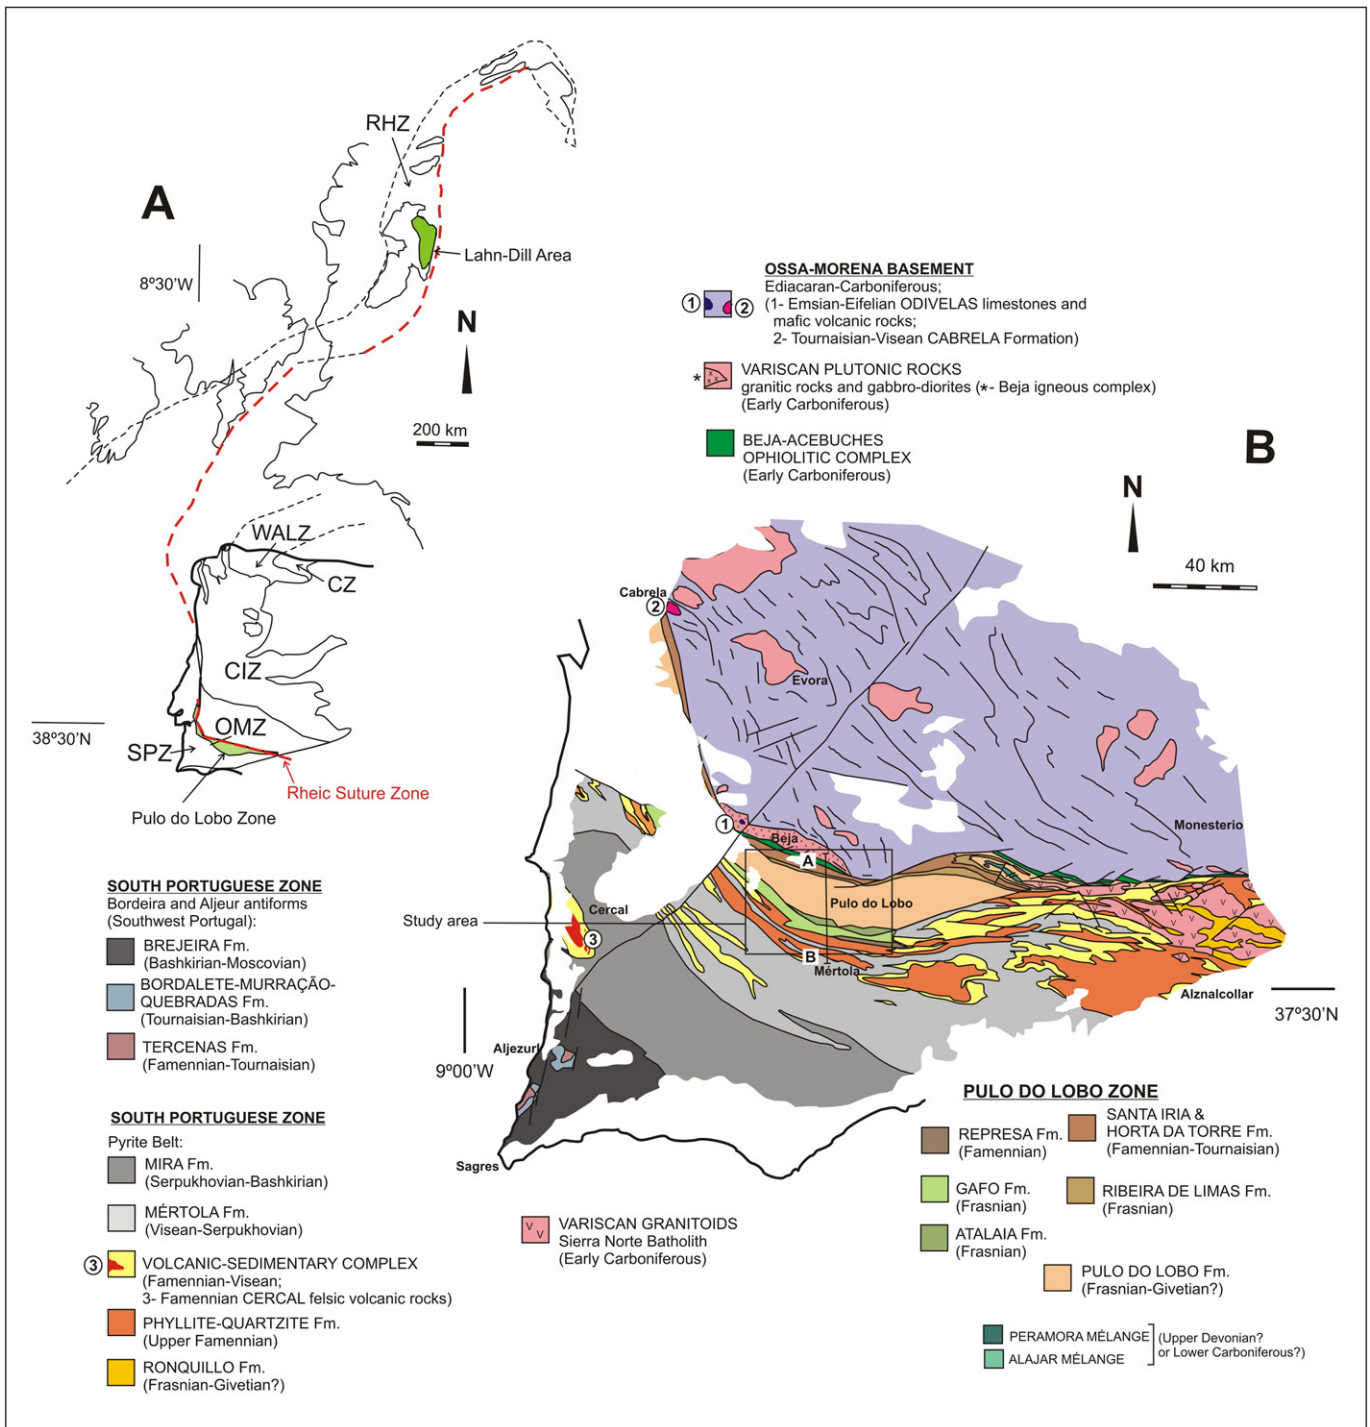 A
RHZ
Lahn-Dill Area
8º30'W
N
200 km
WALZ
CZ
CIZ
OMZ
SPZ
38º30'N
Rheic Suture Zone
Pulo do Lobo Zone
OSSA-MORENA BASEMENT
Ediacaran-Carboniferous;
1
2
(1- Emsian-Eifelian ODIVELAS limestones and
mafic volcanic rocks;
2- Tournaisian-Visean CABRELA Formation)
*
VARISCAN PLUTONIC ROCKS
granitic rocks and gabbro-diorites (*- Beja igneous complex)
(Early Carboniferous)
BEJA-ACEBUCHES
OPHIOLITIC COMPLEX
(Early Carboniferous)
B
N
40 km
Cabrela
2
Evora
Monesterio
1
Beja
A
Pulo do Lobo
Cercal
Study area
3
B
Mértola
Alznalcollar
37º30'N
Aljezurl
9º00'W
Sagres
SOUTH PORTUGUESE ZONE
Bordeira and Aljeur antiforms
(Southwest Portugal):
BREJEIRA Fm.
(Bashkirian-Moscovian)
BORDALETE-MURRAÇÃO-
QUEBRADAS Fm.
(Tournaisian-Bashkirian)
TERCENAS Fm.
(Famennian-Tournaisian)
SOUTH PORTUGUESE ZONE
Pyrite Belt:
MIRA Fm.
(Serpukhovian-Bashkirian)
MÉRTOLA Fm.
(Visean-Serpukhovian)
3
VOLCANIC-SEDIMENTARY COMPLEX
(Famennian-Visean;
3- Famennian CERCAL felsic volcanic rocks)
PHYLLITE-QUARTZITE Fm.
(Upper Famennian)
RONQUILLO Fm.
(Frasnian-Givetian?)
V V
VARISCAN GRANITOIDS
Sierra Norte Batholith
(Early Carboniferous)
PULO DO LOBO ZONE
REPRESA Fm.
(Famennian)
SANTA IRIA &
HORTA DA TORRE Fm.
(Famennian-Tournaisian)
GAFO Fm.
(Frasnian)
RIBEIRA DE LIMAS Fm.
(Frasnian)
ATALAIA Fm.
(Frasnian)
PULO DO LOBO Fm.
(Frasnian-Givetian?)
PERAMORA MÉLANGE
ALAJAR MÉLANGE
(Upper Devonian?
or Lower Carboniferous?)